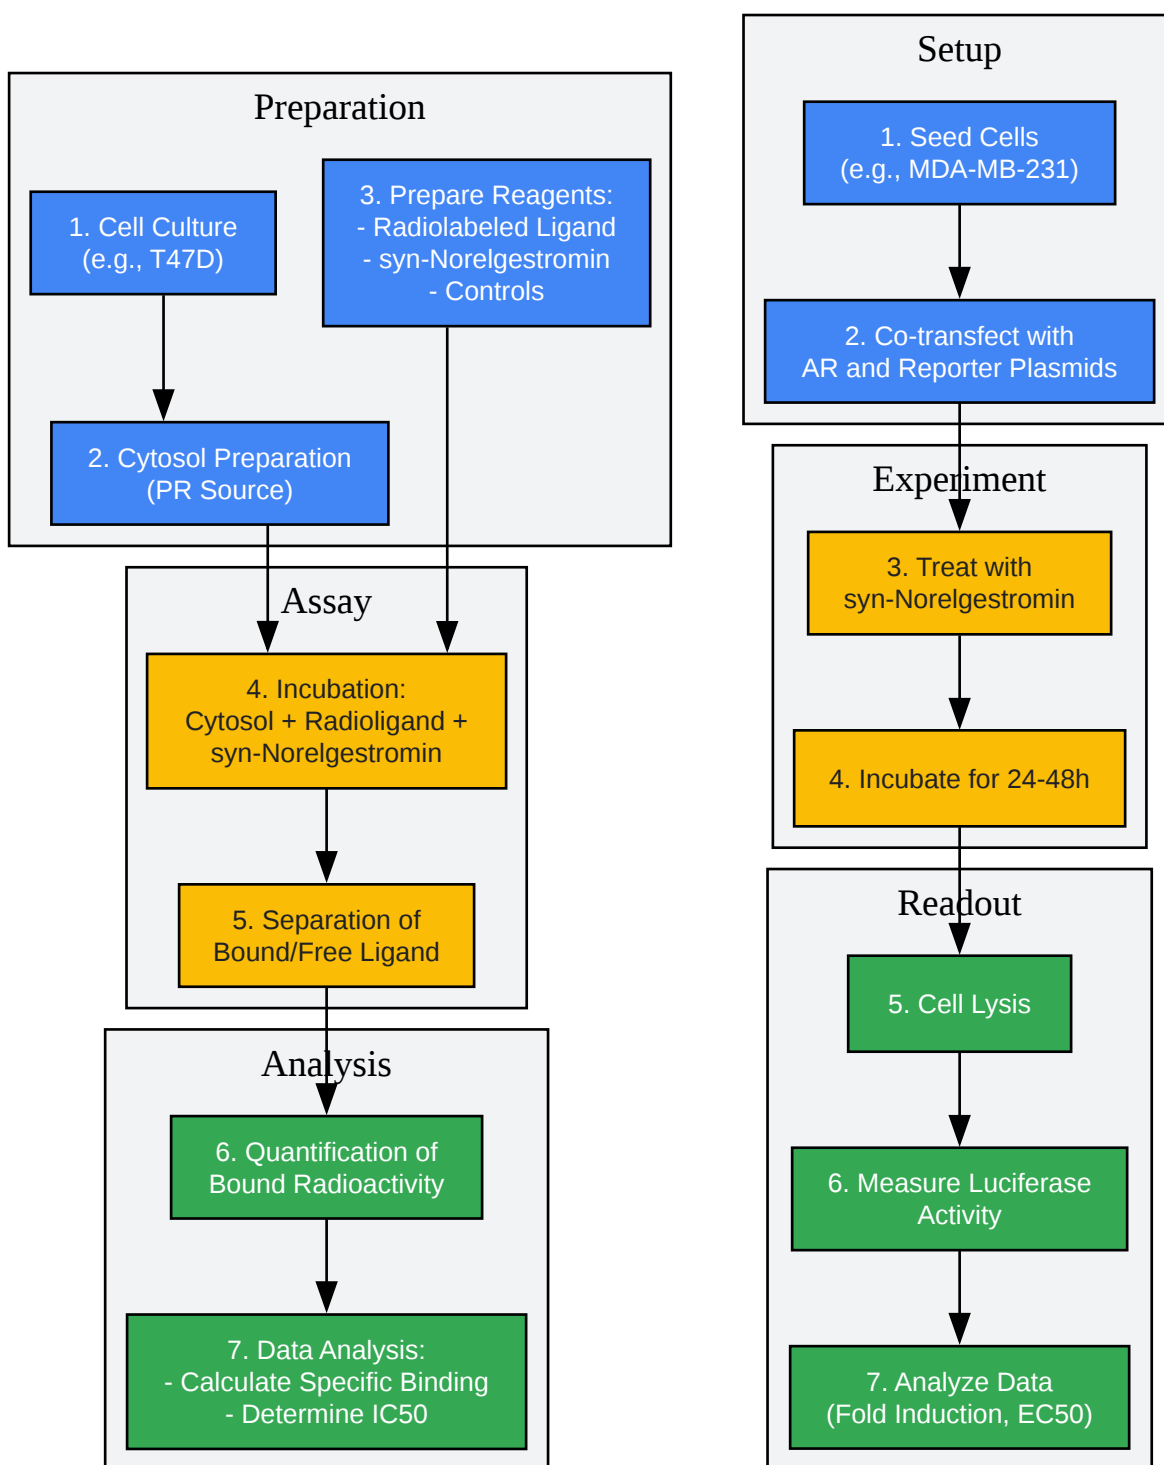 Preparation
1. Cell Culture
(e.g., T47D)
3. Prepare Reagents:
- Radiolabeled Ligand
- syn-Norelgestromin
- Controls
2. Cytosol Preparation
(PR Source)
Assay
4. Incubation:
Cytosol + Radioligand +
syn-Norelgestromin
5. Separation of
Bound/Free Ligand
Analysis
6. Quantification of
Bound Radioactivity
7. Data Analysis:
- Calculate Specific Binding
- Determine IC50
Setup
1. Seed Cells
(e.g., MDA-MB-231)
2. Co-transfect with
AR and Reporter Plasmids
Experiment
3. Treat with
syn-Norelgestromin
4. Incubate for 24-48h
Readout
5. Cell Lysis
6. Measure Luciferase
Activity
7. Analyze Data
(Fold Induction, EC50)